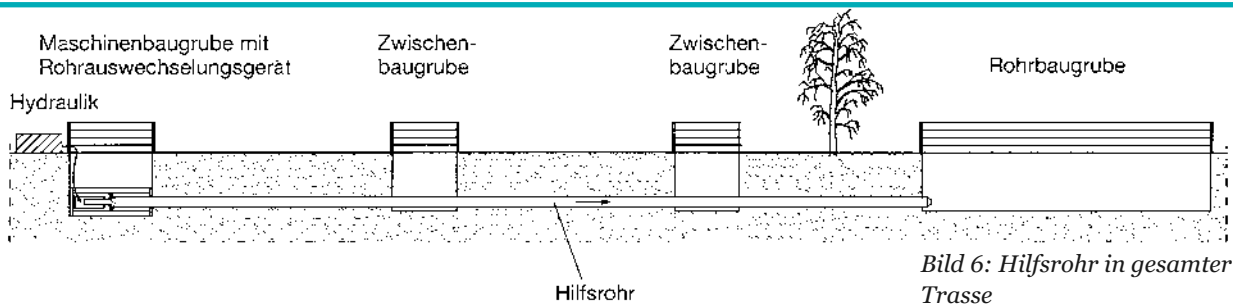 Maschinenbaugrube mit
Rohrauswechselungsgerät
Zwischen-
baugrube
Zwischen-
baugrube
Rohrbaugrube
Hydraulik
Hilfsrohr
Bild 6: Hilfsrohr in gesamter
Trasse